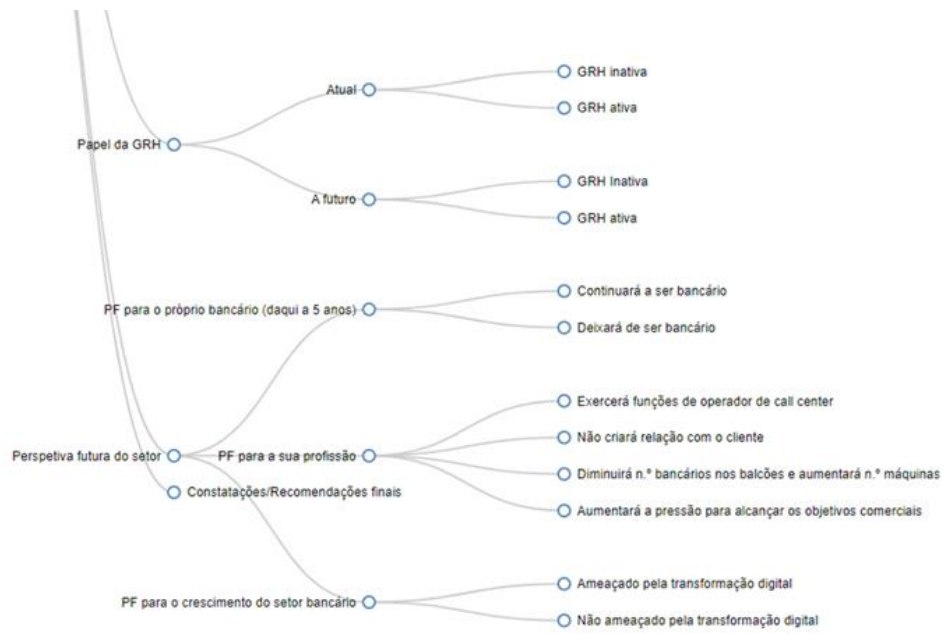 GRH inativa
Atual
GRH ativa
Papel da GRH
GRH Inativa
A futuro
GRH ativa
Continuará a ser bancário
PF para o próprio bancário (daqui a 5 anos)
Deixará de ser bancário
Exercerá funções de operador de call center
Não criará relação com o cliente
Perspetiva futura do setor
PF para a sua profissão
Diminuirá n.º bancários nos balcões e aumentará n.º máquinas
Constatações/Recomendações finais
Aumentará a pressão para alcançar os objetivos comerciais
Ameaçado pela transformação digital
PF para o crescimento do setor bancário
Não ameaçado pela transformação digital